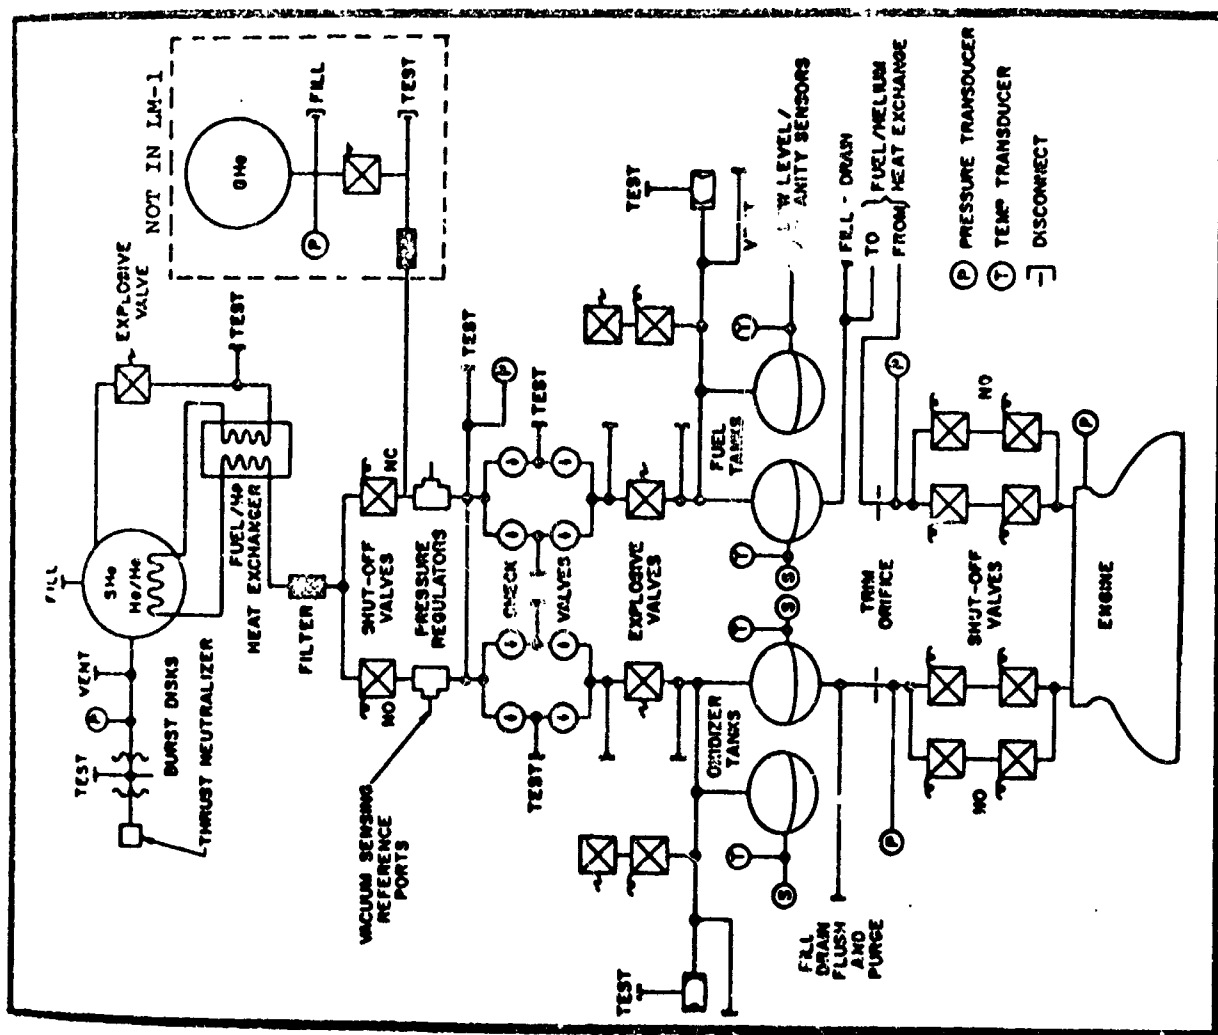 NOT IN LM-1
GHe
P
FILL
TEST
EXPLOSIVE
VALVE
TEST
FILL
SHe
He/He
FUEL/He
HEAT EXCHANGER
VENT
P
TEST
BURST DISKS
THRUST NEUTRALIZER
FILTER
SHUT-OFF
VALVES
NC
NO
PRESSURE
REGULATORS
VACUUM SENSING
REFERENCE
PORTS
TEST
P
CHECK
VALVES
TEST
TEST
EXPLOSIVE
VALVES
TEST
TEST
FUEL
TANKS
OXIDIZER
TANKS
LEVEL/
SENSORS
T
T
S
S
T
T
S
FILL - DRAIN
TO
FROM
FUEL/HELIUM
HEAT EXCHANGE
FILL
DRAIN
FLUSH
AND
PURGE
TRIM
ORIFICE
P
P
SHUT-OFF
VALVES
NO
NO
P
ENGINE
P PRESSURE TRANSDUCER
T TEMP TRANSDUCER
DISCONNECT